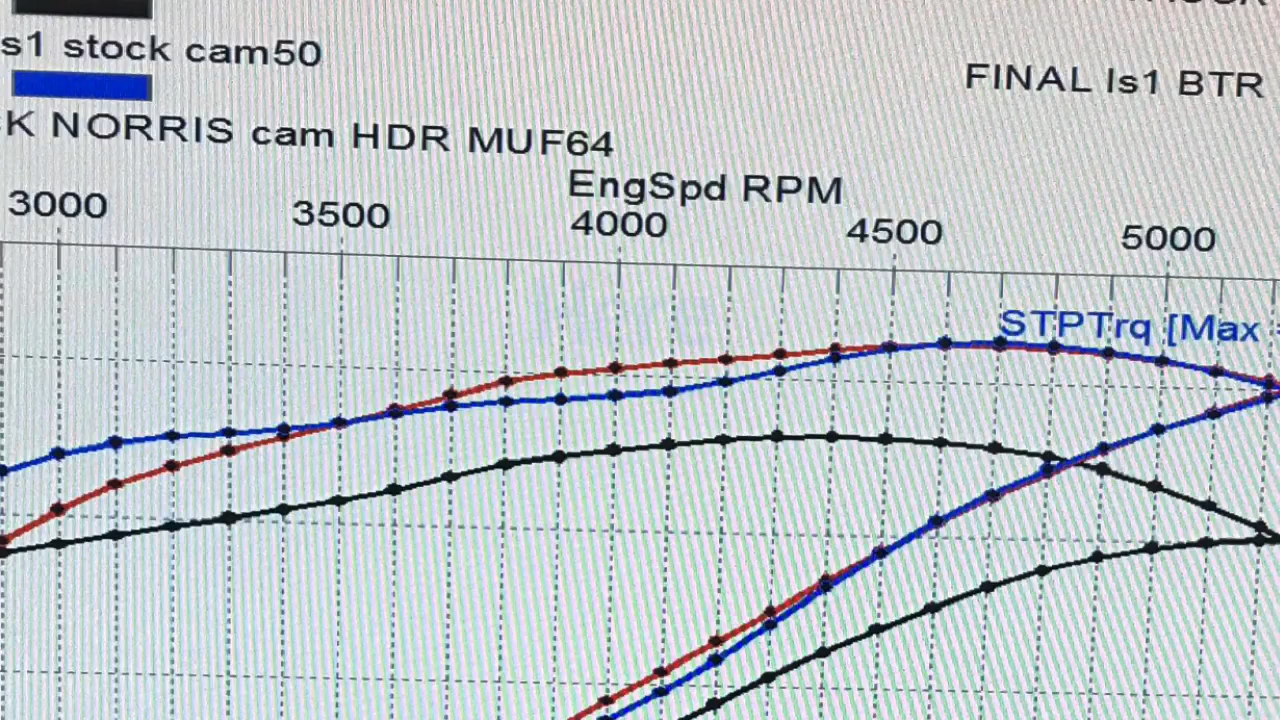 s1 stock cam50
FINAL ls1 BTR
K NORRIS cam HDR MUF64
EngSpd RPM
3000 3500 4000 4500 5000
STPTrq [Max